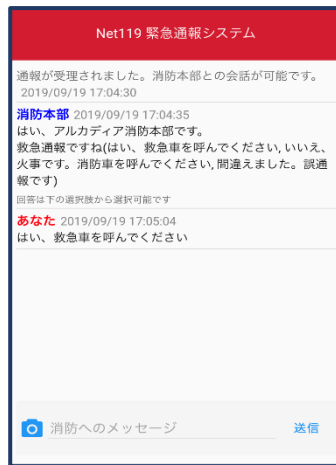 Net119 緊急通報システム
通報が受理されました。消防本部との会話が可能です。
2019/09/19 17:04:30
消防本部 2019/09/19 17:04:35
はい、アルカディア消防本部です。
救急通報ですね(はい、救急車を呼んでください, いいえ、
火事です。消防車を呼んでください, 間違えました。誤通
報です)
回答は下の選択肢から選択可能です
あなた 2019/09/19 17:05:04
はい、救急車を呼んでください
消防へのメッセージ 送信